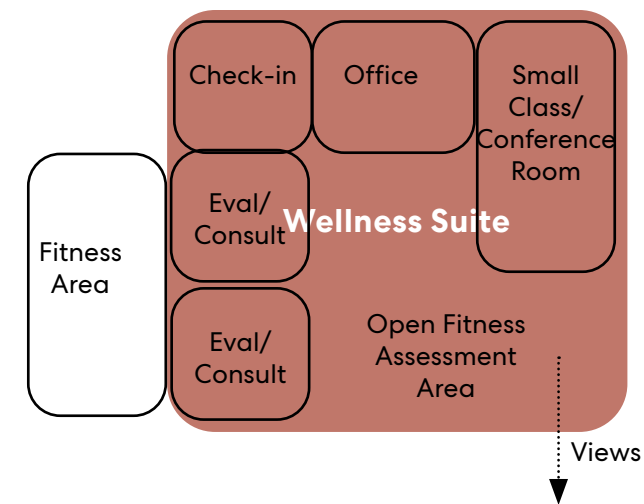 Check-in
Office
Small
Class/
Conference
Room
Eval/
Consult
Wellness Suite
Fitness
Area
Eval/
Consult
Open Fitness
Assessment
Area
Views